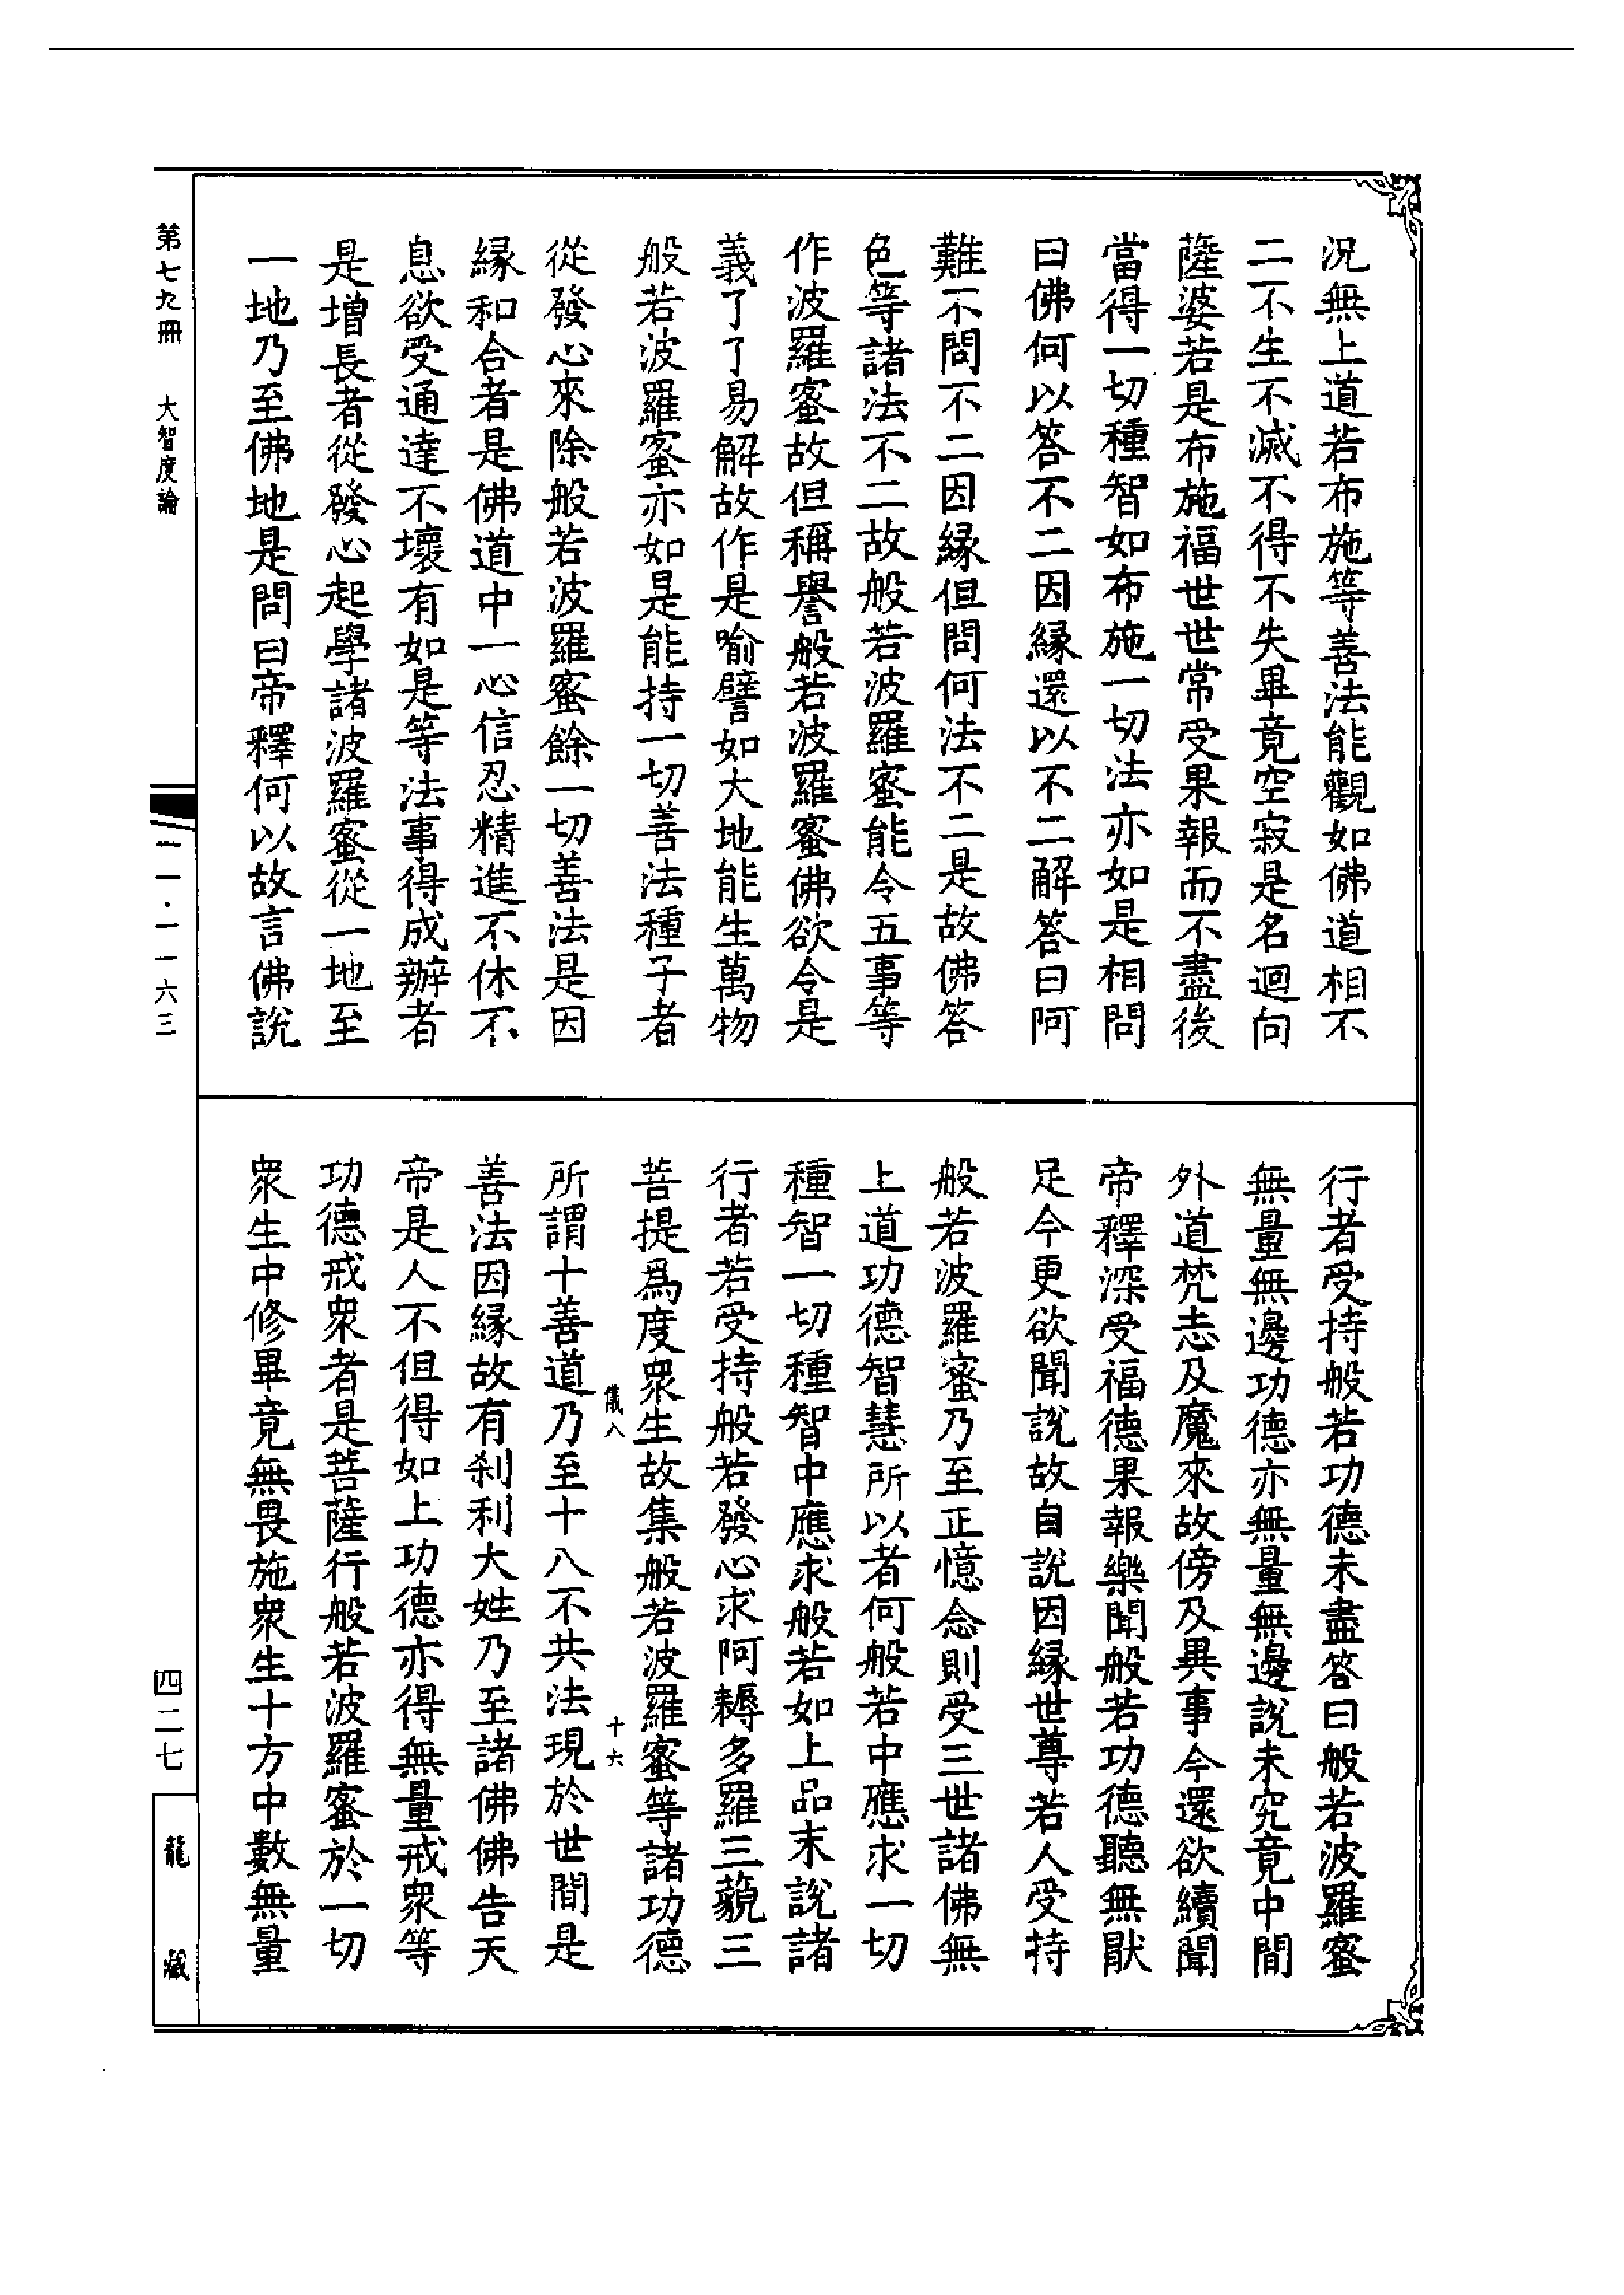 況無上道若布施等善法能觀如佛道相不
二不生不滅不得不失畢竟空寂是名迴向
薩婆若是布施福世世常受果報而不盡後
當得一切種智如布施一切法亦如是相問
曰佛何以答不二因緣還以不二解答曰阿
難不問不二因緣但問何法不二是故佛答
色等諸法不二故般若波羅蜜能令五事等
作波羅蜜故但稱譽般若波羅蜜佛欲令是
義了了易解故作是喻譬如大地能生萬物
般若波羅蜜亦如是能持一切善法種子者
從發心來除般若波羅蜜餘一切善法是因
緣和合者是佛道中一心信忍精進不休不
息欲受通達不壞有如是等法事得成辦者
是增長者從發心起學諸波羅蜜從一地至
一地乃至佛地是問曰帝釋何以故言佛說
行者受持般若功德未盡答曰般若波羅蜜
無量無邊功德亦無量無邊說未究竟中間
外道梵志及魔來故傍及異事今還欲續聞
帝釋深受福德果報樂聞般若功德聽無猒
足今更欲聞說故自說因緣世尊若人受持
般若波羅蜜乃至正憶念則受三世諸佛無
上道功德智慧所以者何般若中應求一切
種智一切種智中應求般若如上品末說諸
行者若受持般若發心求阿耨多羅三藐三
菩提爲度衆生故集般若波羅蜜等諸功德
儀八
十六
所謂十善道乃至十八不共法現於世間是
善法因緣故有刹利大姓乃至諸佛佛告天
帝是人不但得如上功德亦得無量戒衆等
功德戒衆者是菩薩行般若波羅蜜於一切
衆生中修畢竟無畏施衆生十方中數無量
第七九冊
大智度論
一一·一一六三
四二七
龍藏